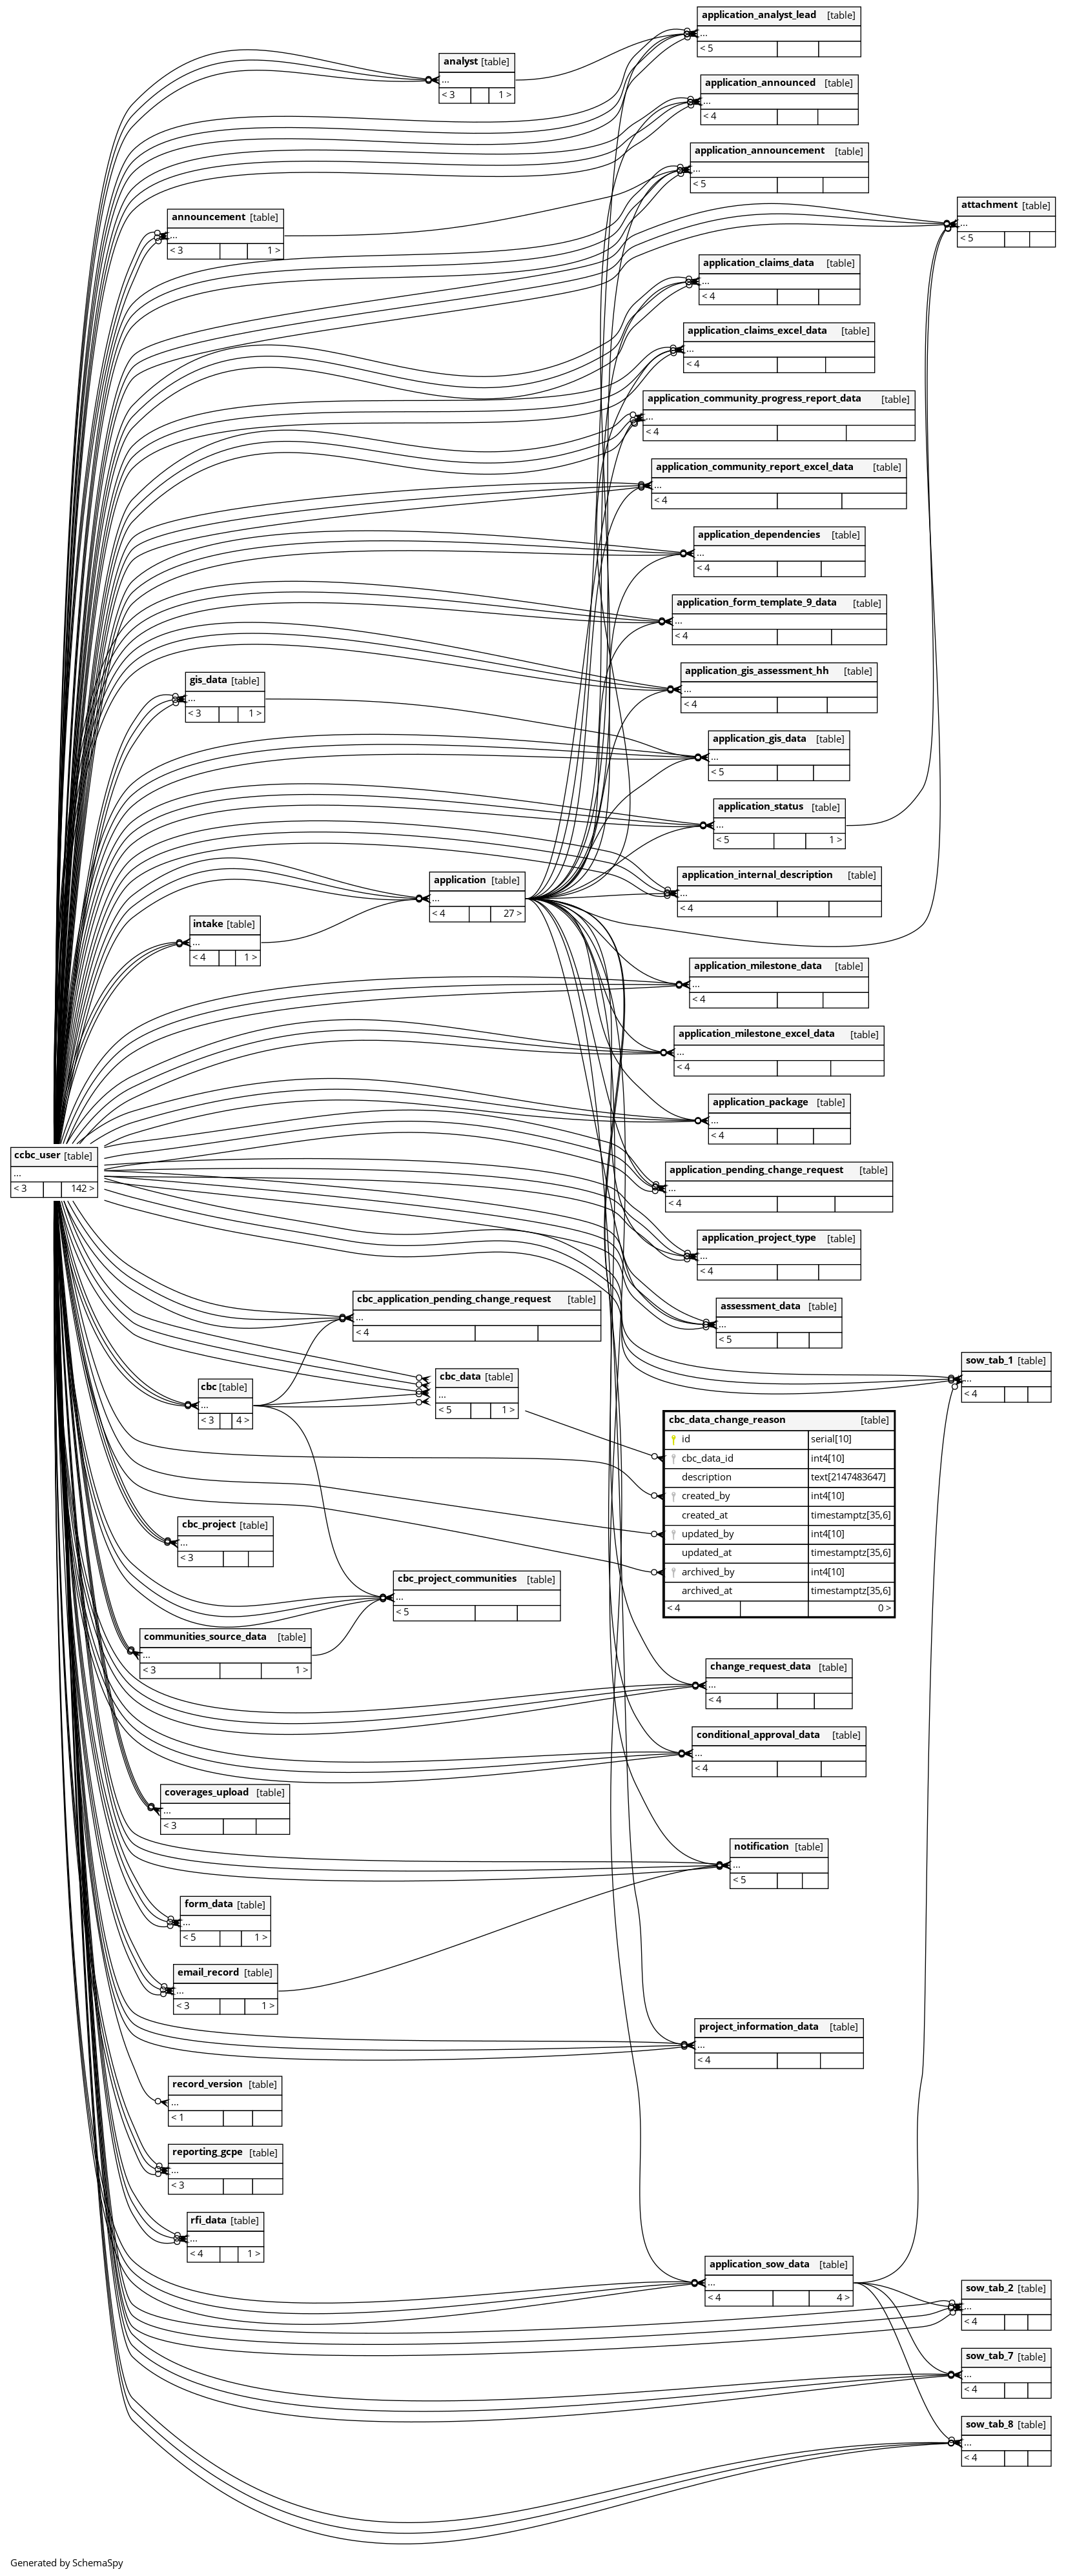 application_analyst_lead [table]
...
< 5
analyst [table]
...
< 3 1 >
application_announced [table]
...
< 4
application_announcement [table]
...
< 5
attachment [table]
...
< 5
announcement [table]
...
< 3 1 >
application_claims_data [table]
...
< 4
application_claims_excel_data [table]
...
< 4
application_community_progress_report_data [table]
...
< 4
application_community_report_excel_data [table]
...
< 4
application_dependencies [table]
...
< 4
application_form_template_9_data [table]
...
< 4
application_gis_assessment_hh [table]
...
< 4
gis_data [table]
...
< 3 1 >
application_gis_data [table]
...
< 5
application_status [table]
...
< 5 1 >
application_internal_description [table]
...
< 4
application [table]
...
< 4 27 >
intake [table]
...
< 4 1 >
application_milestone_data [table]
...
< 4
application_milestone_excel_data [table]
...
< 4
application_package [table]
...
< 4
ccbc_user [table]
...
< 3 142 >
application_pending_change_request [table]
...
< 4
application_project_type [table]
...
< 4
cbc_application_pending_change_request [table]
...
< 4
assessment_data [table]
...
< 5
sow_tab_1 [table]
...
< 4
cbc_data [table]
...
< 5 1 >
cbc [table]
...
< 3 4 >
cbc_data_change_reason [table]
id serial[10]
cbc_data_id int4[10]
description text[2147483647]
created_by int4[10]
created_at timestamptz[35,6]
updated_by int4[10]
updated_at timestamptz[35,6]
archived_by int4[10]
archived_at timestamptz[35,6]
< 4 0 >
cbc_project [table]
...
< 3
cbc_project_communities [table]
...
< 5
communities_source_data [table]
...
< 3 1 >
change_request_data [table]
...
< 4
conditional_approval_data [table]
...
< 4
coverages_upload [table]
...
< 3
notification [table]
...
< 5
form_data [table]
...
< 5 1 >
email_record [table]
...
< 3 1 >
project_information_data [table]
...
< 4
record_version [table]
...
< 1
reporting_gcpe [table]
...
< 3
rfi_data [table]
...
< 4 1 >
application_sow_data [table]
...
< 4 4 >
sow_tab_2 [table]
...
< 4
sow_tab_7 [table]
...
< 4
sow_tab_8 [table]
...
< 4
Generated by SchemaSpy